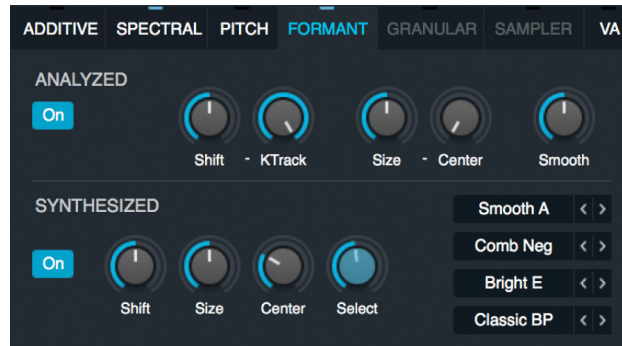 ADDITIVE SPECTRAL PITCH FORMANT GRANULAR SAMPLER VA
ANALYZED
On
Shift - KTrack Size - Center Smooth
SYNTHESIZED
Smooth A < >
Comb Neg < >
On
Bright E < >
Shift Size Center Select
Classic BP < >